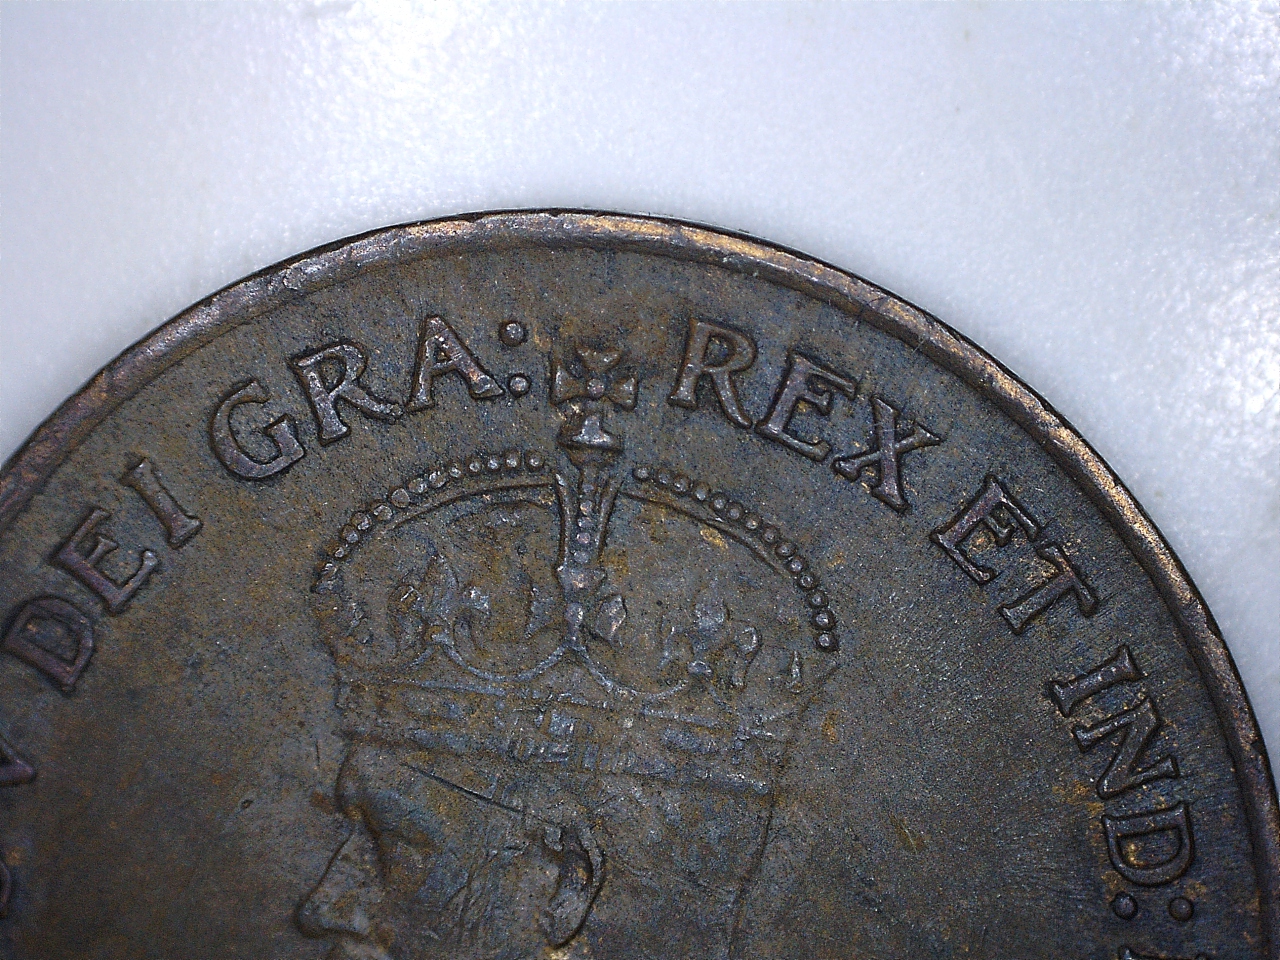 V DEI GRA: REX ET IND: